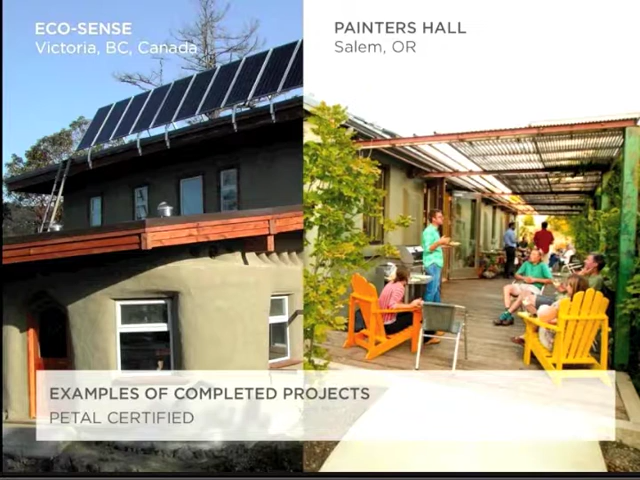 ECO-SENSE
Victoria, BC, Canada
PAINTERS HALL
Salem, OR
EXAMPLES OF COMPLETED PROJECTS
PETAL CERTIFIED